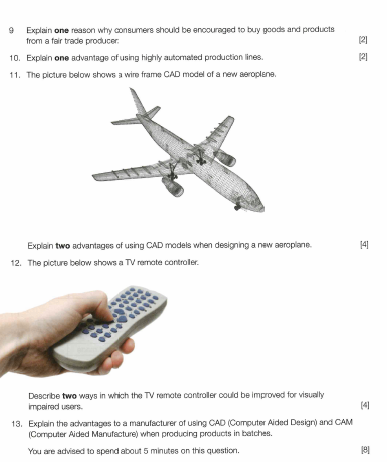 9 Explain one reason why consumers should be encouraged to buy goods and products
from a fair trade producer. [2]
10. Explain one advantage of using highly automated production lines. [2]
11. The picture below shows a wire frame CAD model of a new aeroplane.
Explain two advantages of using CAD models when designing a new aeroplane. [4]
12. The picture below shows a TV remote controller.
Describe two ways in which the TV remote controller could be improved for visually
impaired users. [4]
13. Explain the advantages to a manufacturer of using CAD (Computer Aided Design) and CAM
(Computer Aided Manufacture) when producing products in batches.
You are advised to spend about 5 minutes on this question. [8]